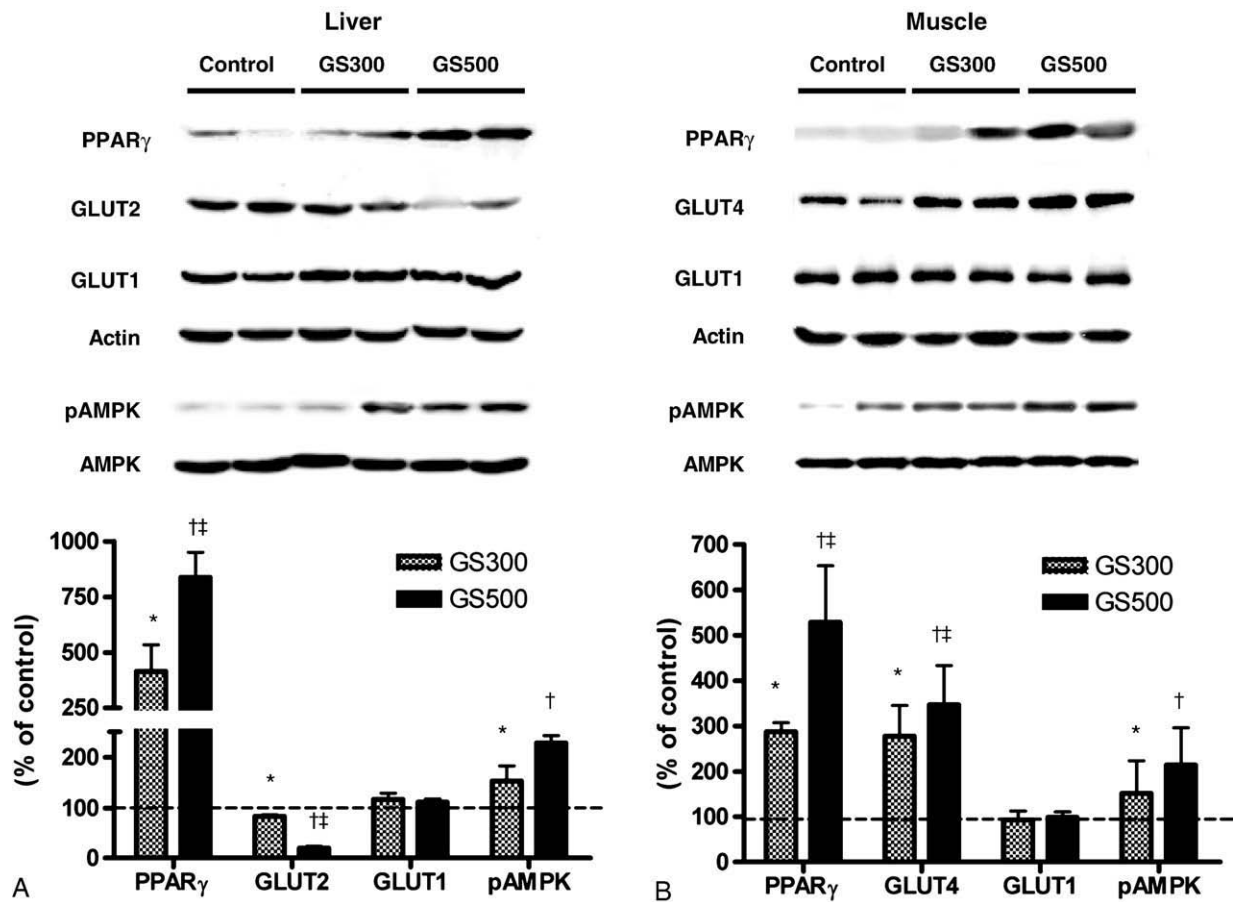 Liver
Control GS300 GS500
PPARγ
GLUT2
GLUT1
Actin
pAMPK
AMPK
1000
750
500
250
200
100
0
(% of control)
* †‡
* †‡
* †
GS300
GS500
PPARγ GLUT2 GLUT1 pAMPK
A
Muscle
Control GS300 GS500
PPARγ
GLUT4
GLUT1
Actin
pAMPK
AMPK
700
600
500
400
300
200
100
0
(% of control)
* †‡
* †‡
* †
GS300
GS500
PPARγ GLUT4 GLUT1 pAMPK
B